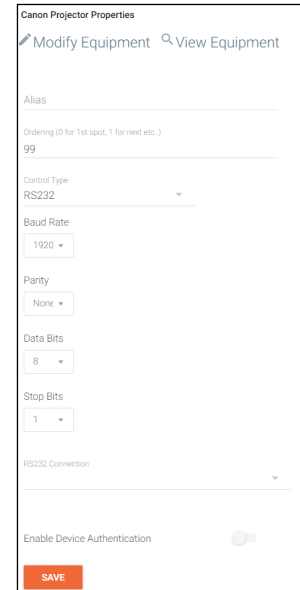 Canon Projector Properties
Modify Equipment View Equipment
Alias
Ordering (0 for 1st spot, 1 for next etc..)
99
Control Type
RS232
Baud Rate
1920
Parity
None
Data Bits
8
Stop Bits
1
RS232 Connection
Enable Device Authentication
SAVE